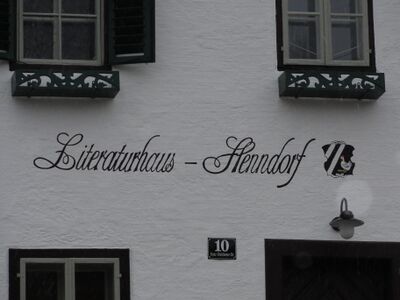 Literaturhaus – Henndorf
10